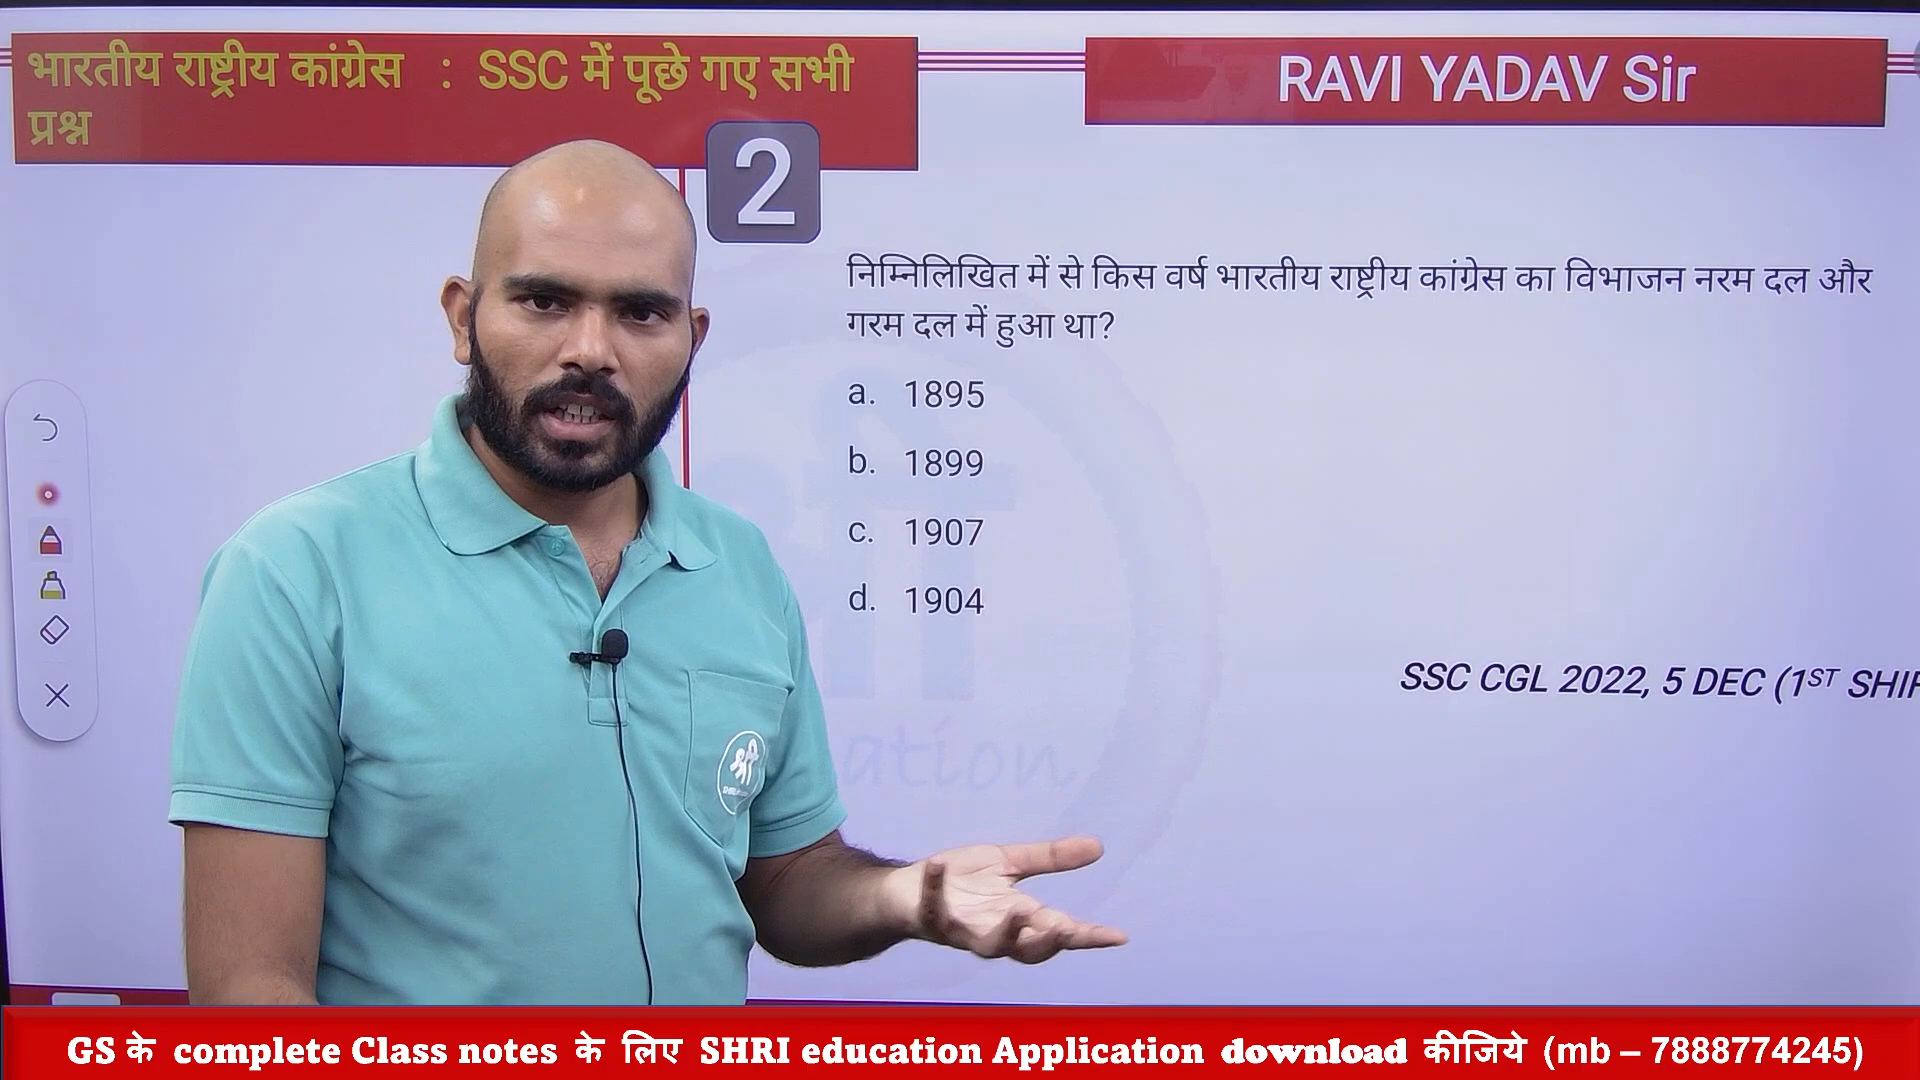 भारतीय राष्ट्रीय कांग्रेस : SSC में पूछे गए सभी
प्रश्न
RAVI YADAV Sir
2
निम्निलिखित में से किस वर्ष भारतीय राष्ट्रीय कांग्रेस का विभाजन नरम दल और
गरम दल में हुआ था?
a. 1895
b. 1899
c. 1907
d. 1904
SSC CGL 2022, 5 DEC (1ST
ation
श्री
GS के complete Class notes के लिए SHRI education Application download कीजिये (mb – 7888774245)